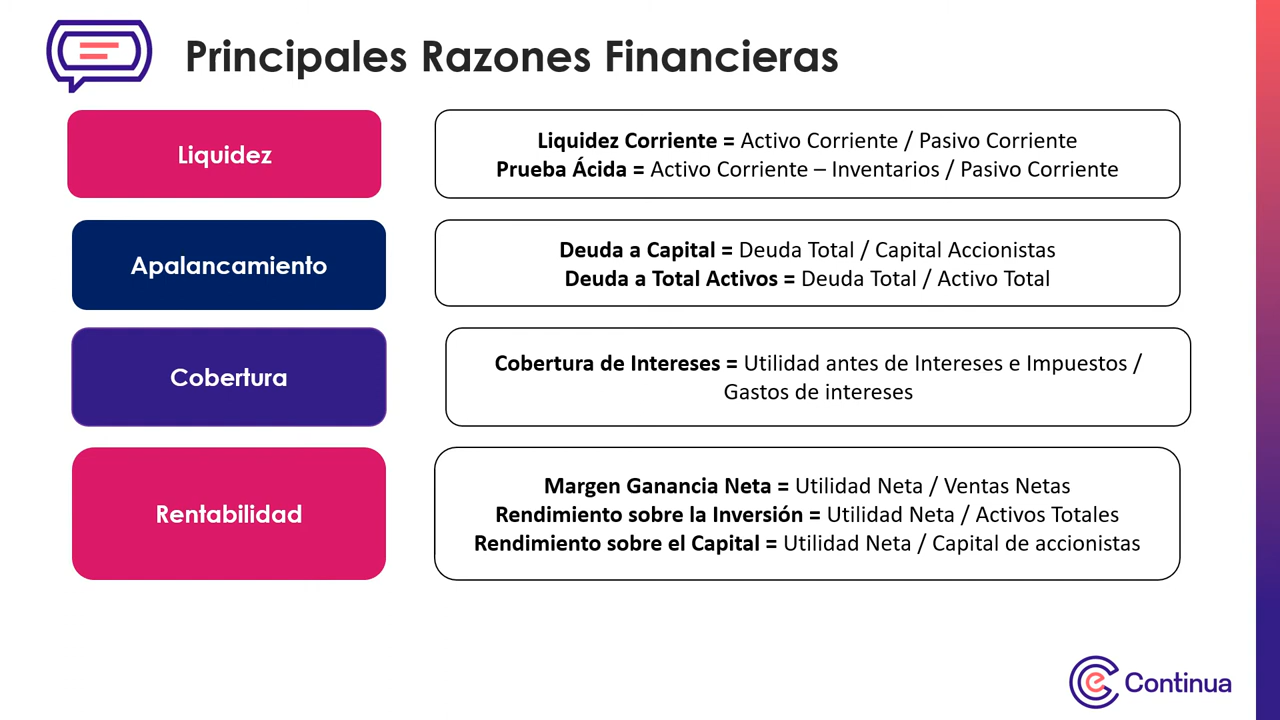 Principales Razones Financieras
Liquidez
Liquidez Corriente = Activo Corriente / Pasivo Corriente
Prueba Ácida = Activo Corriente – Inventarios / Pasivo Corriente
Apalancamiento
Deuda a Capital = Deuda Total / Capital Accionistas
Deuda a Total Activos = Deuda Total / Activo Total
Cobertura
Cobertura de Intereses = Utilidad antes de Intereses e Impuestos /
Gastos de intereses
Rentabilidad
Margen Ganancia Neta = Utilidad Neta / Ventas Netas
Rendimiento sobre la Inversión = Utilidad Neta / Activos Totales
Rendimiento sobre el Capital = Utilidad Neta / Capital de accionistas
Continua